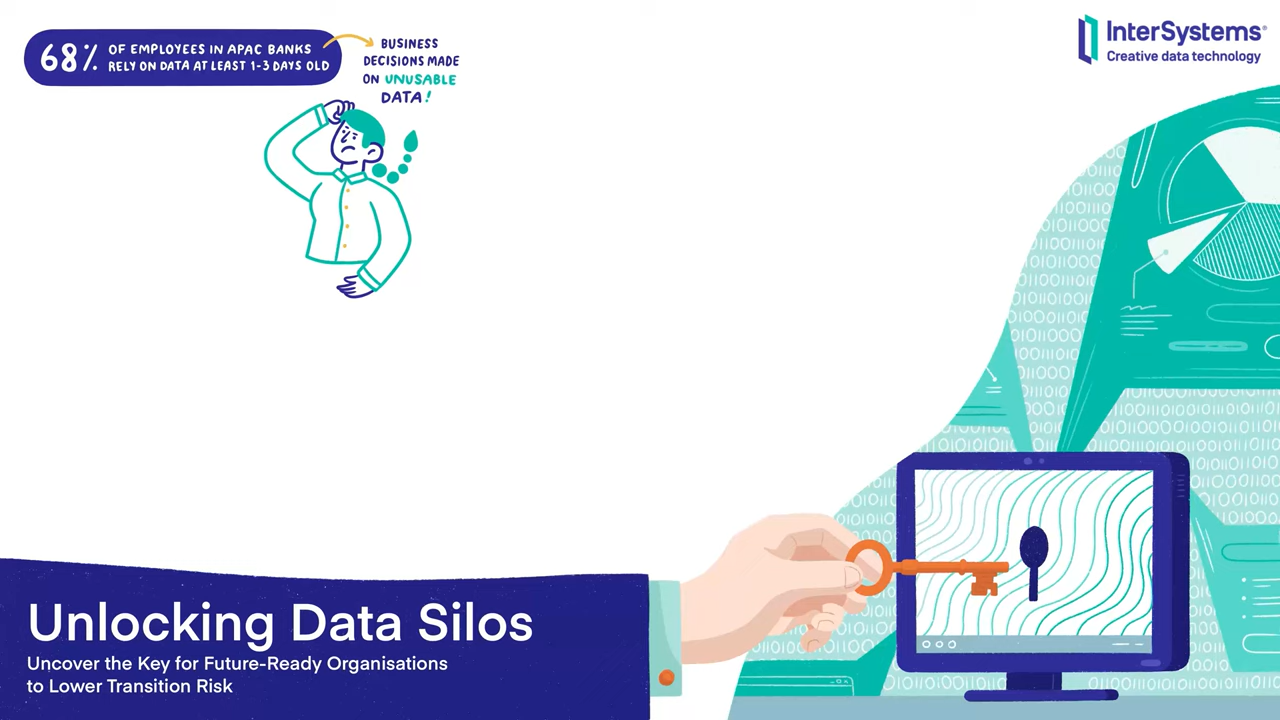 68% OF EMPLOYEES IN APAC BANKS
RELY ON DATA AT LEAST 1-3 DAYS OLD
BUSINESS
DECISIONS MADE
ON UNUSABLE
DATA!
InterSystems®
Creative data technology
Unlocking Data Silos
Uncover the Key for Future-Ready Organisations
to Lower Transition Risk